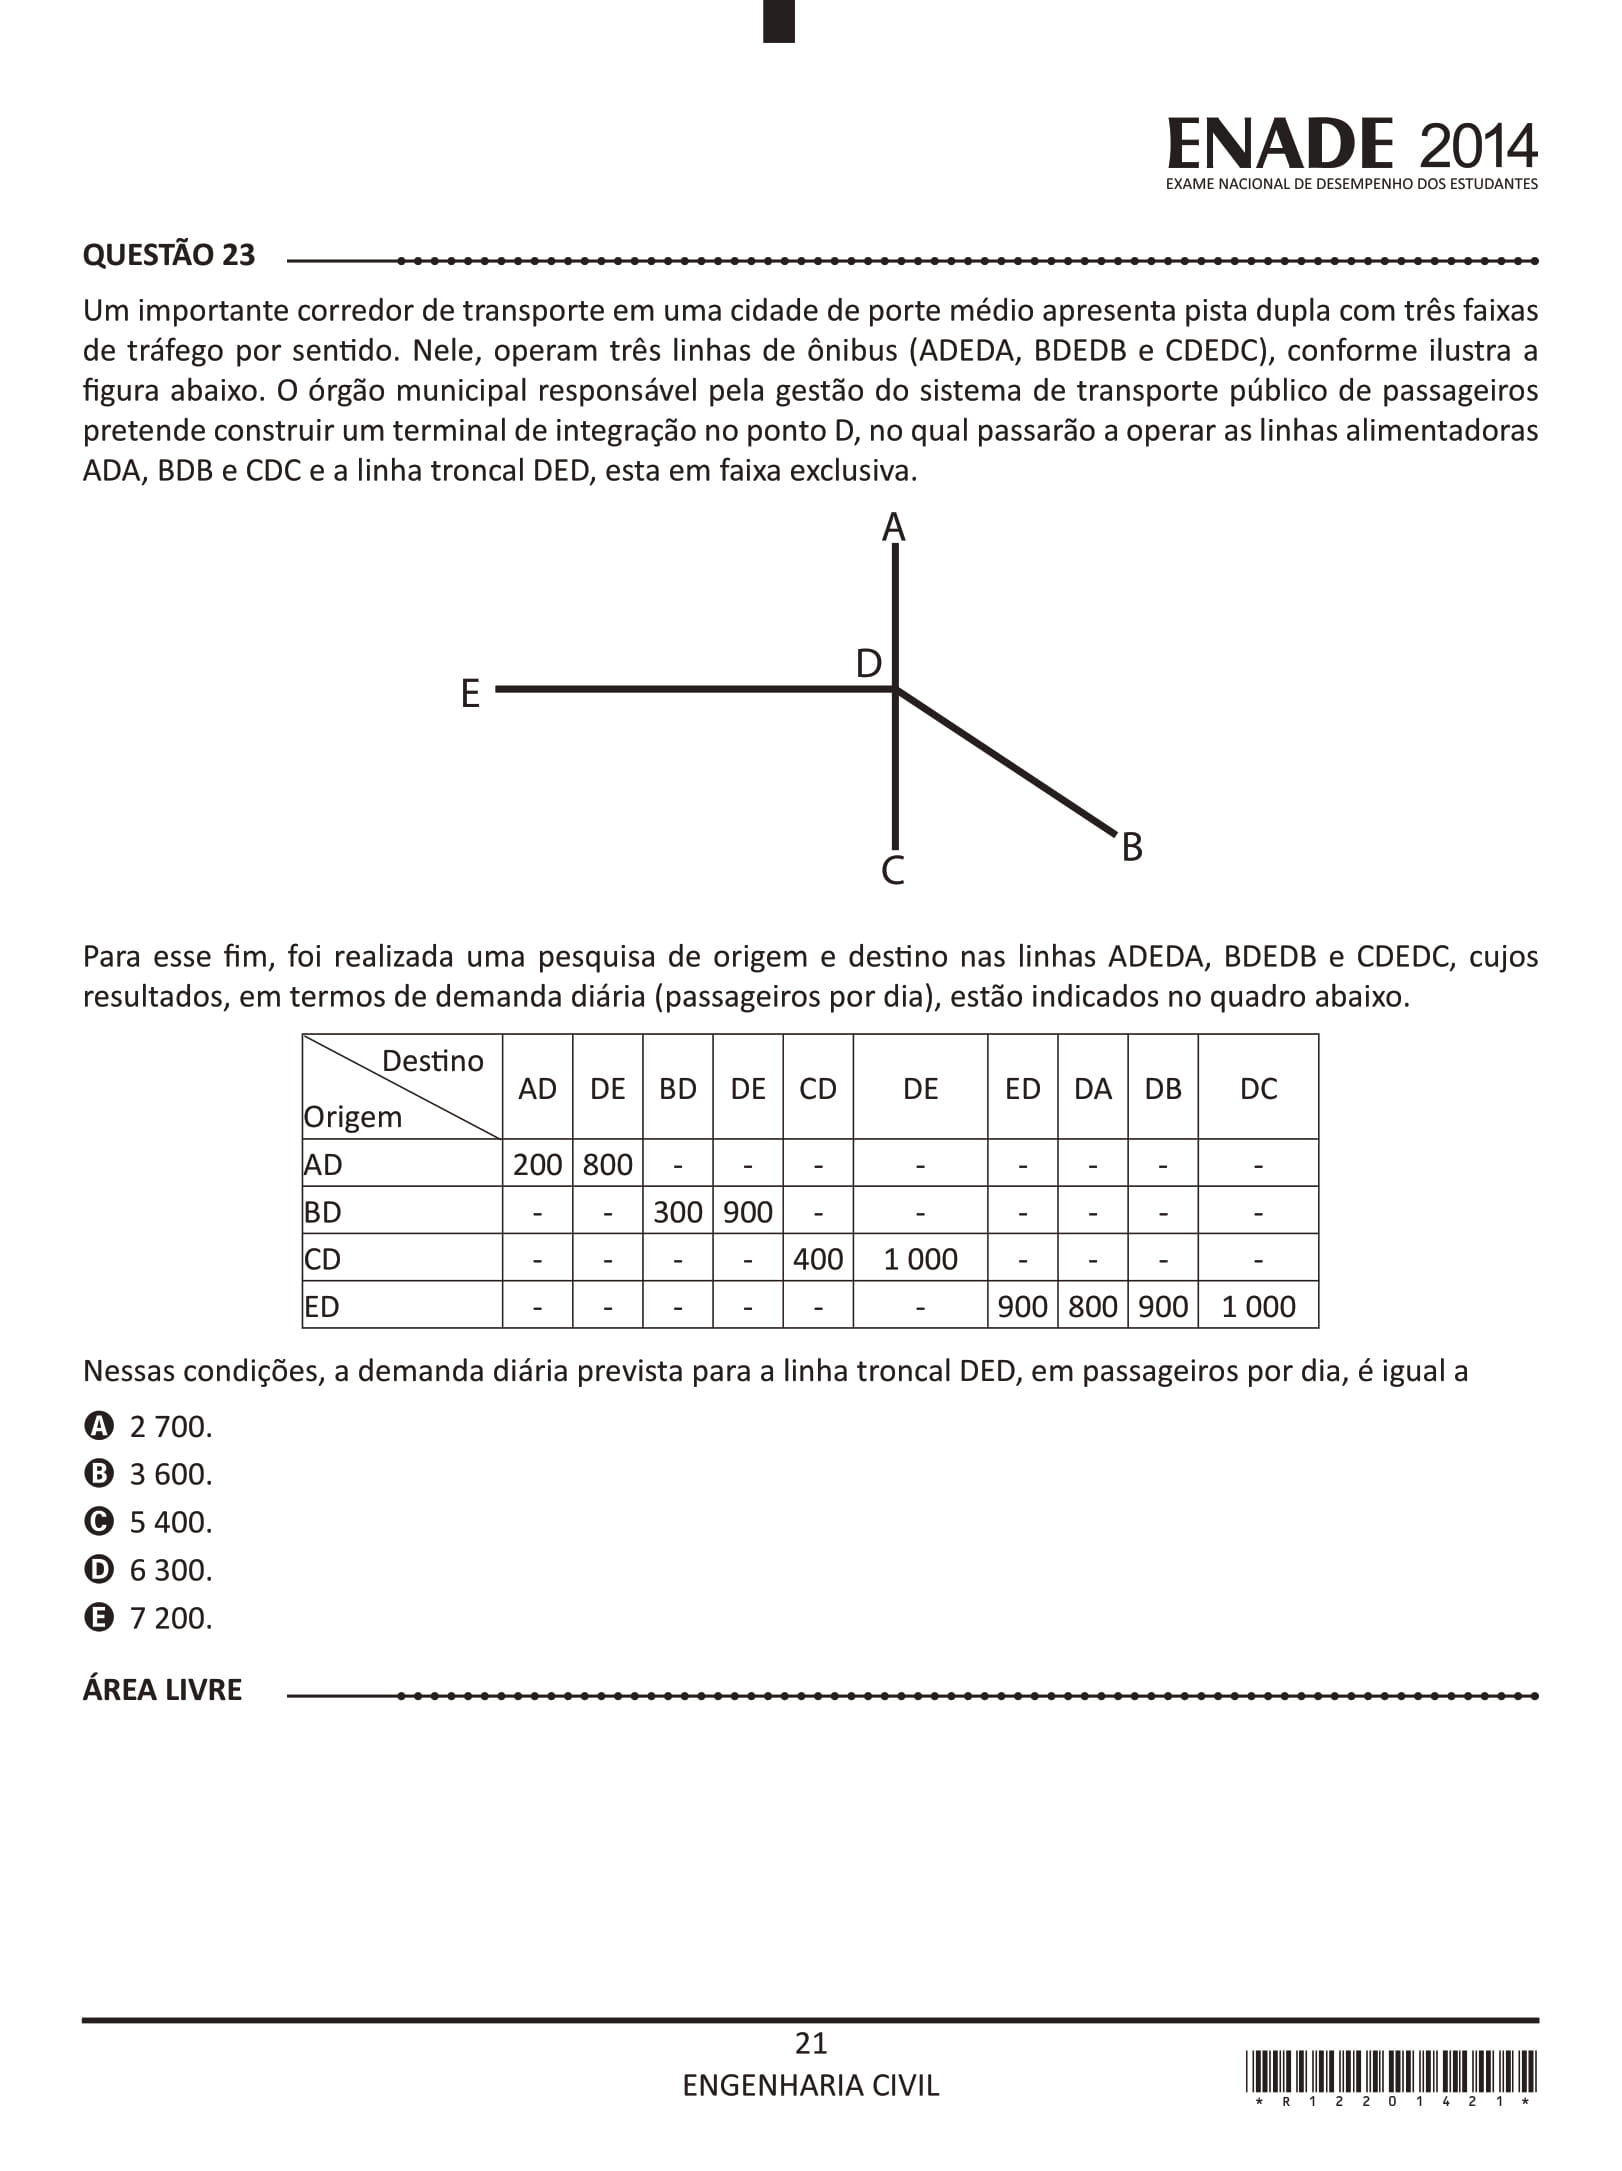 ENADE 2014
EXAME NACIONAL DE DESEMPENHO DOS ESTUDANTES
QUESTÃO 23
Um importante corredor de transporte em uma cidade de porte médio apresenta pista dupla com três faixas
de tráfego por sentido. Nele, operam três linhas de ônibus (ADEDA, BDEDB e CDEDC), conforme ilustra a
figura abaixo. O órgão municipal responsável pela gestão do sistema de transporte público de passageiros
pretende construir um terminal de integração no ponto D, no qual passarão a operar as linhas alimentadoras
ADA, BDB e CDC e a linha troncal DED, esta em faixa exclusiva.
A
D
E
B
C
Para esse fim, foi realizada uma pesquisa de origem e destino nas linhas ADEDA, BDEDB e CDEDC, cujos
resultados, em termos de demanda diária (passageiros por dia), estão indicados no quadro abaixo.
Destino
Origem
AD DE BD DE CD DE ED DA DB DC
AD 200 800 - - - - - - - -
BD - - 300 900 - - - - - -
CD - - - - 400 1 000 - - - -
ED - - - - - - 900 800 900 1 000
Nessas condições, a demanda diária prevista para a linha troncal DED, em passageiros por dia, é igual a
A 2 700.
B 3 600.
C 5 400.
D 6 300.
E 7 200.
ÁREA LIVRE
21
ENGENHARIA CIVIL
*R12201421*